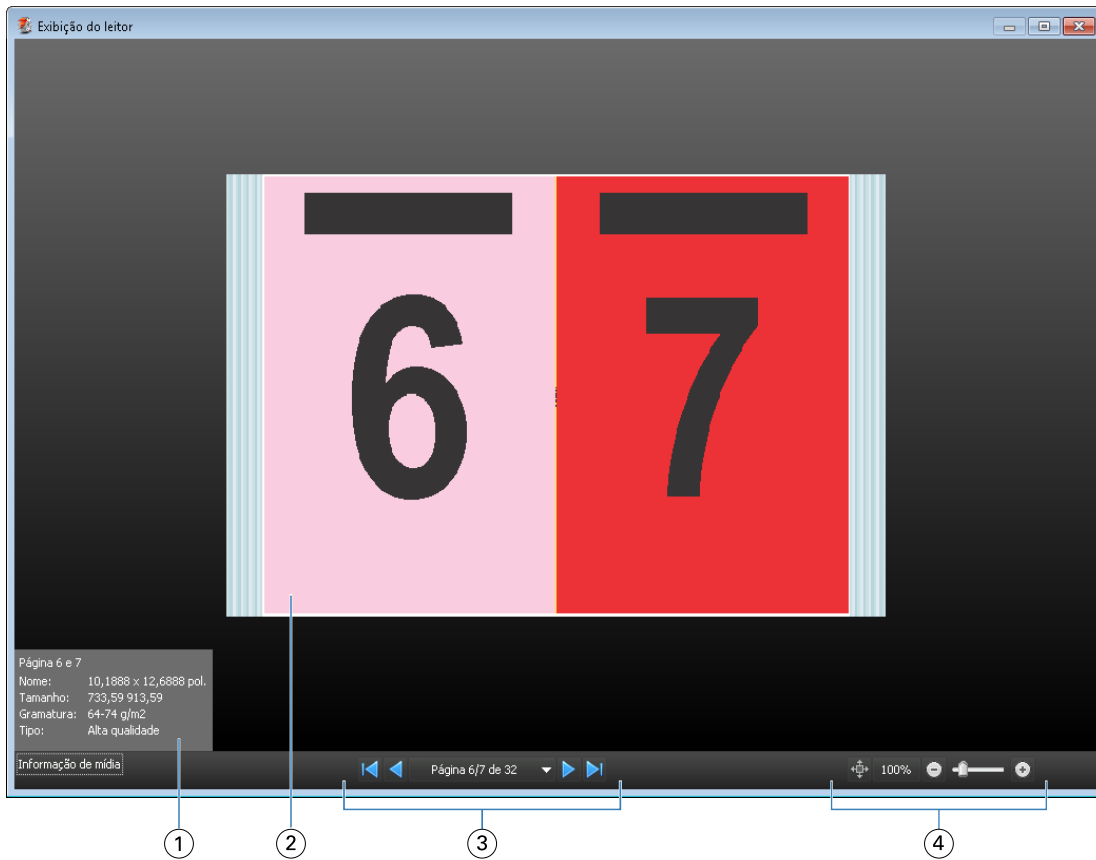 Exibição do leitor
6 7
Página 6 e 7
Nome: 10,1888 x 12,6888 pol.
Tamanho: 733,59 913,59
Gramatura: 64-74 g/m2
Tipo: Alta qualidade
Informação de mídia
Página 6/7 de 32
100%
1 2 3 4